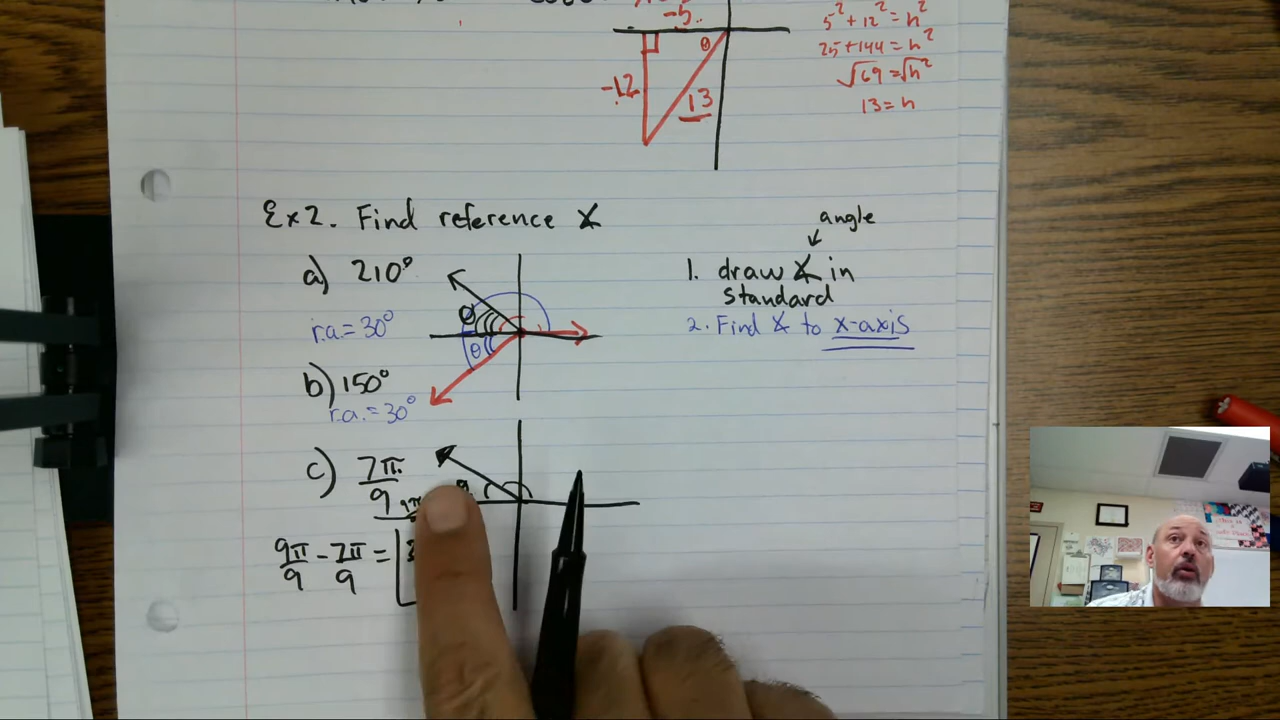 -5
5² + 12² = h²
25 + 144 = h²
√69 = √h²
13 = h
θ
-12
13
Ex 2. Find reference ∡
a) 210°
r.a. = 30°
θ
θ
b) 150°
r.a. = 30°
c) 7π/9
9π/9 - 7π/9 =
angle
↓
1. draw ∡ in
standard
2. Find ∡ to x-axis